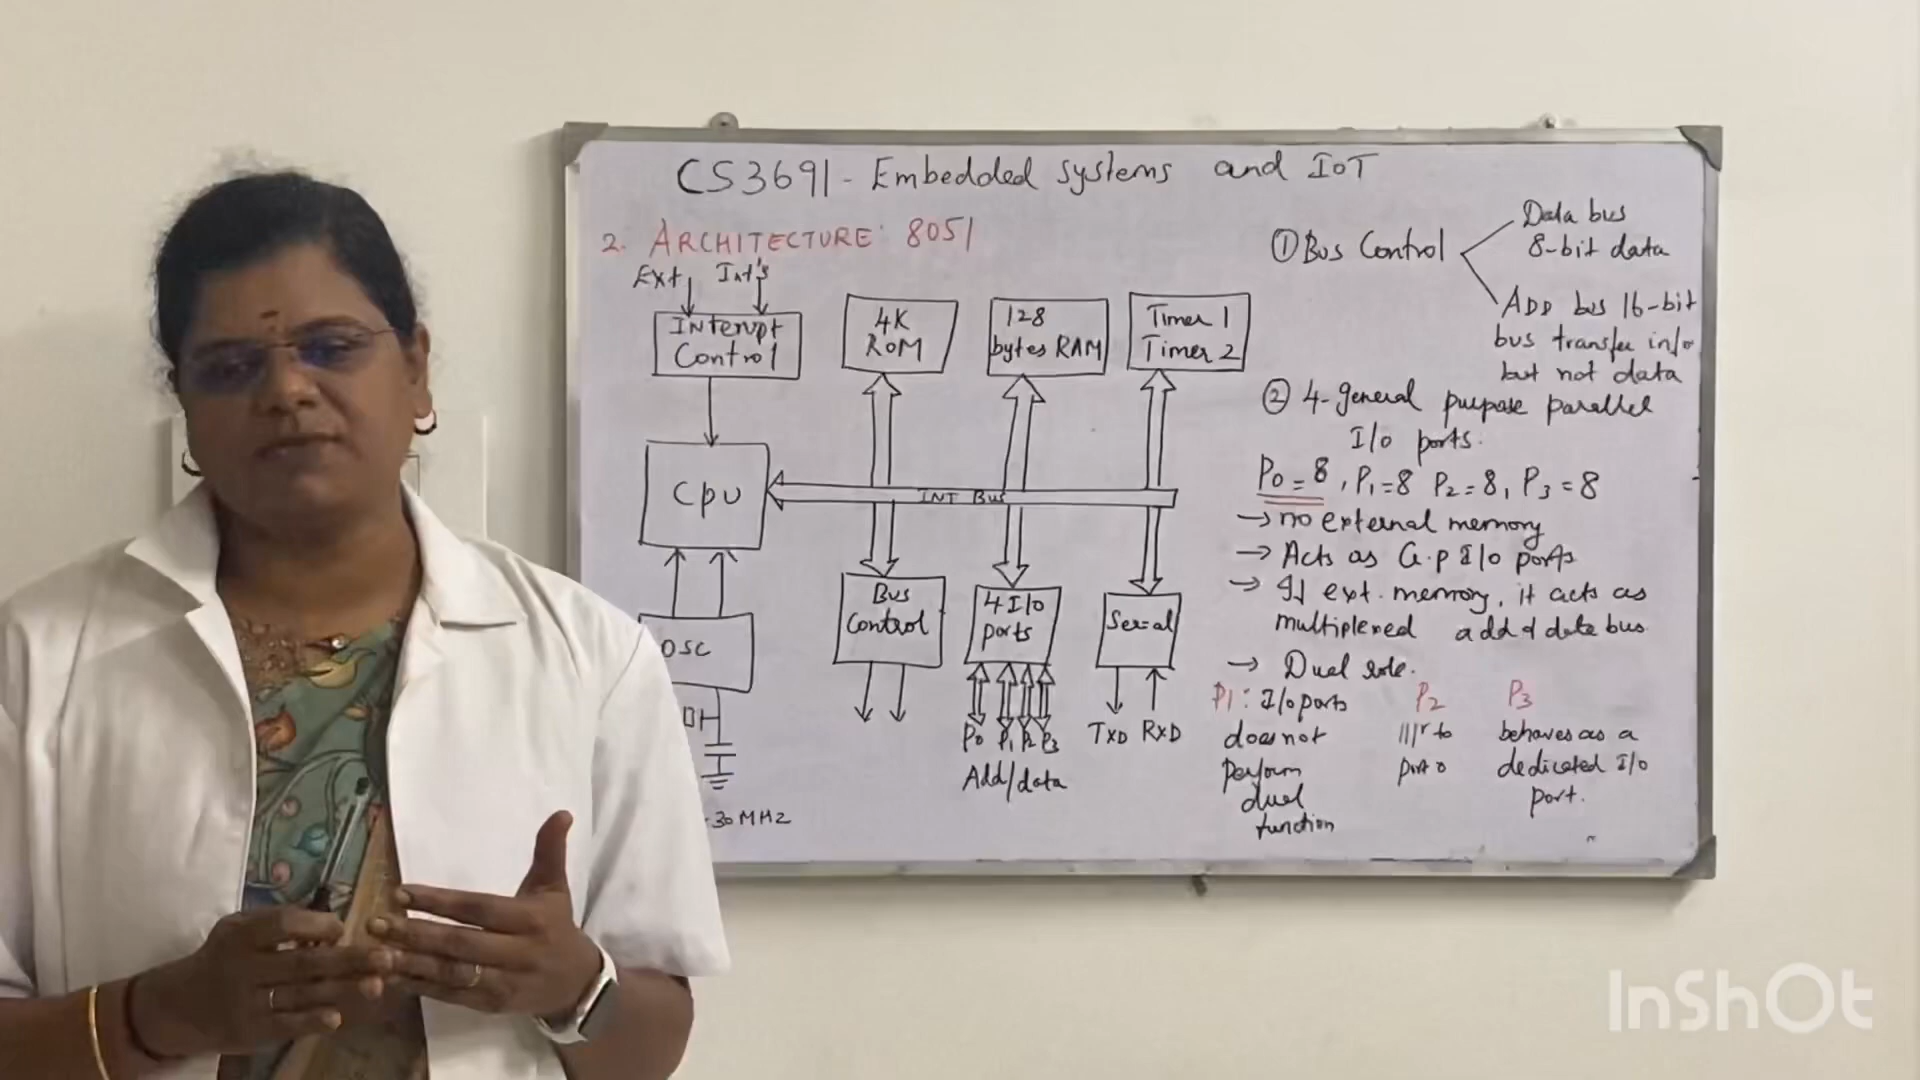 CS3691 - Embedded systems and IoT
2. ARCHITECTURE: 8051
Ext Int's
INterupt
Control
4K
ROM
128
bytes RAM
Timer 1
Timer 2
CPU
INT Bus
OSC
Bus
Control
4 I/O
ports
Serial
P0 P1 P2 P3
Add/data
TXD RXD
30 MHZ
① Bus Control
Data bus
8-bit data
ADD bus 16-bit
bus transfer info
but not data
② 4-general purpose parallel
I/o ports.
P0 = 8, P1 = 8 P2 = 8, P3 = 8
→ no external memory
→ Acts as G.P I/o ports
→ If ext. memory, it acts as
multiplexed add & data bus.
→ Dual role.
P1: I/o ports
does not
perform
dual
function
P2
111r to
port 0
P3
behaves as a
dedicated I/o
port.
InShOt